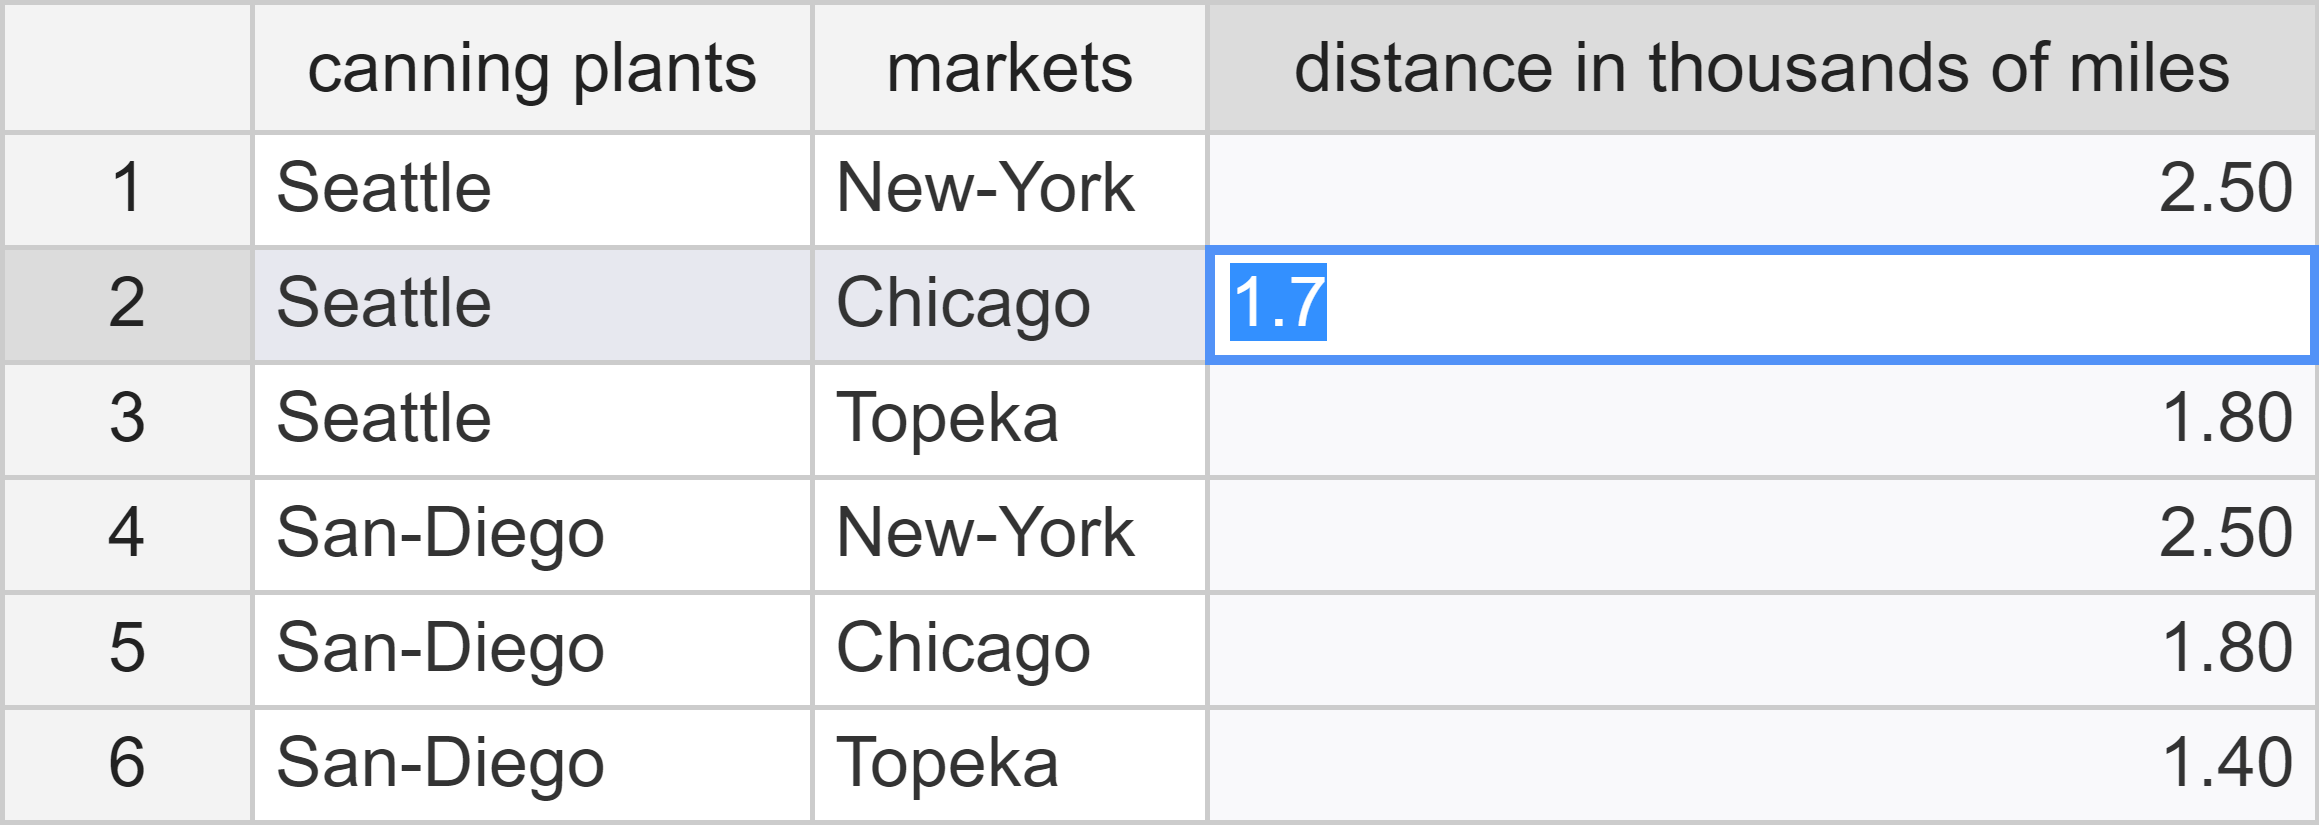 canning plants markets distance in thousands of miles
1 Seattle New-York 2.50
2 Seattle Chicago 1.7
3 Seattle Topeka 1.80
4 San-Diego New-York 2.50
5 San-Diego Chicago 1.80
6 San-Diego Topeka 1.40